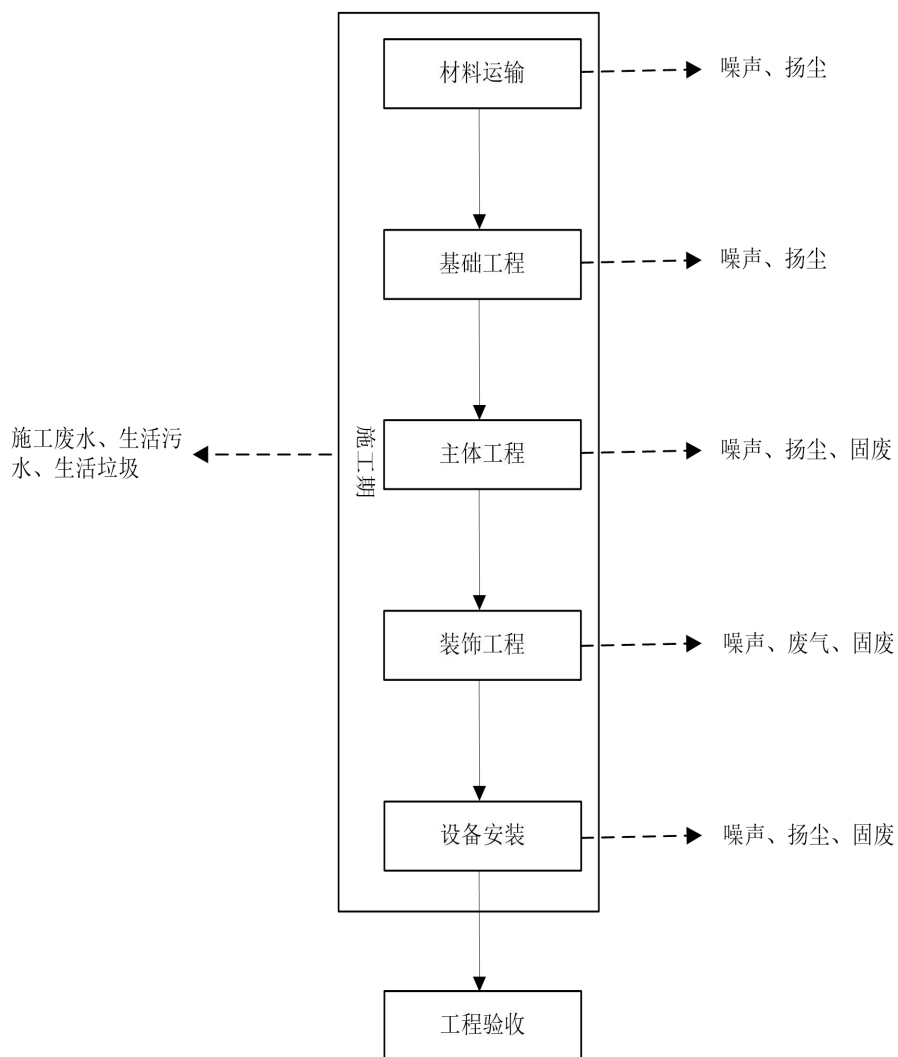 材料运输
噪声、扬尘
基础工程
噪声、扬尘
施工废水、生活污
水、生活垃圾
施工期
主体工程
噪声、扬尘、固废
装饰工程
噪声、废气、固废
设备安装
噪声、扬尘、固废
工程验收